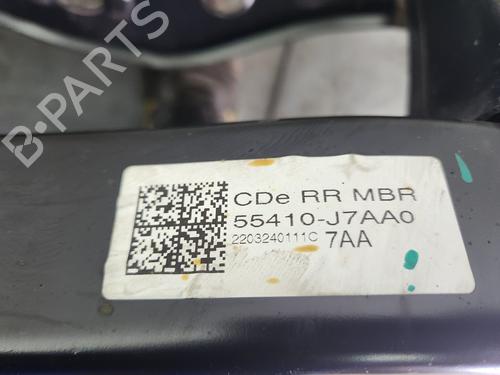 CDe RR MBR
55410-J7AA0
2203240111C 7AA
B-PARTS